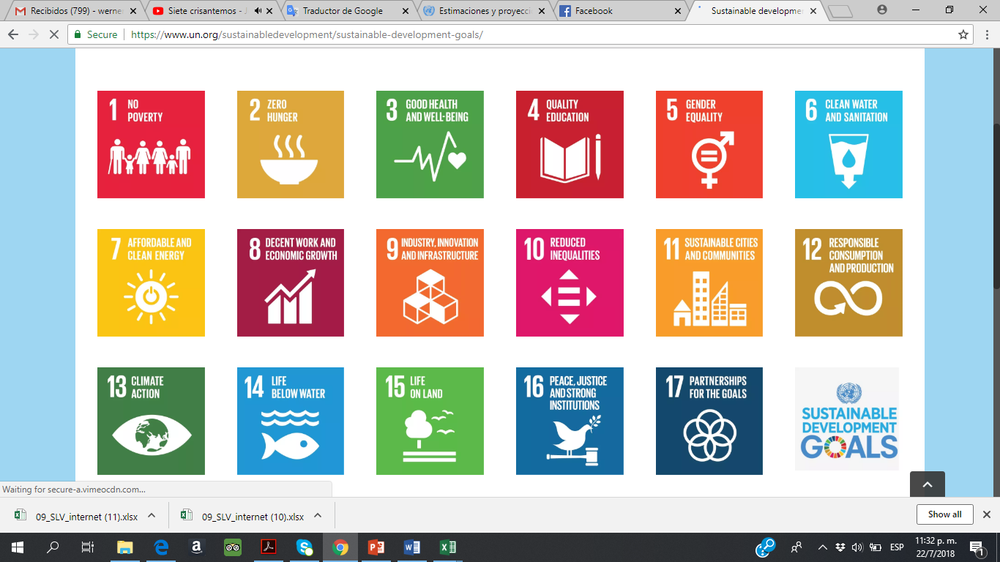 Recibidos (799) - werne
Siete crisantemos - J
Traductor de Google
Estimaciones y proyecci
Facebook
Sustainable developme
Secure
https://www.un.org/sustainabledevelopment/sustainable-development-goals/
1 NO
POVERTY
2 ZERO
HUNGER
3 GOOD HEALTH
AND WELL-BEING
4 QUALITY
EDUCATION
5 GENDER
EQUALITY
6 CLEAN WATER
AND SANITATION
7 AFFORDABLE AND
CLEAN ENERGY
8 DECENT WORK AND
ECONOMIC GROWTH
9 INDUSTRY, INNOVATION
AND INFRASTRUCTURE
10 REDUCED
INEQUALITIES
11 SUSTAINABLE CITIES
AND COMMUNITIES
12 RESPONSIBLE
CONSUMPTION
AND PRODUCTION
13 CLIMATE
ACTION
14 LIFE
BELOW WATER
15 LIFE
ON LAND
16 PEACE, JUSTICE
AND STRONG
INSTITUTIONS
17 PARTNERSHIPS
FOR THE GOALS
SUSTAINABLE
DEVELOPMENT
GOALS
Waiting for secure-a.vimeocdn.com...
09_SLV_internet (11).xlsx
09_SLV_internet (10).xlsx
Show all
ESP
11:32 p. m.
22/7/2018
1